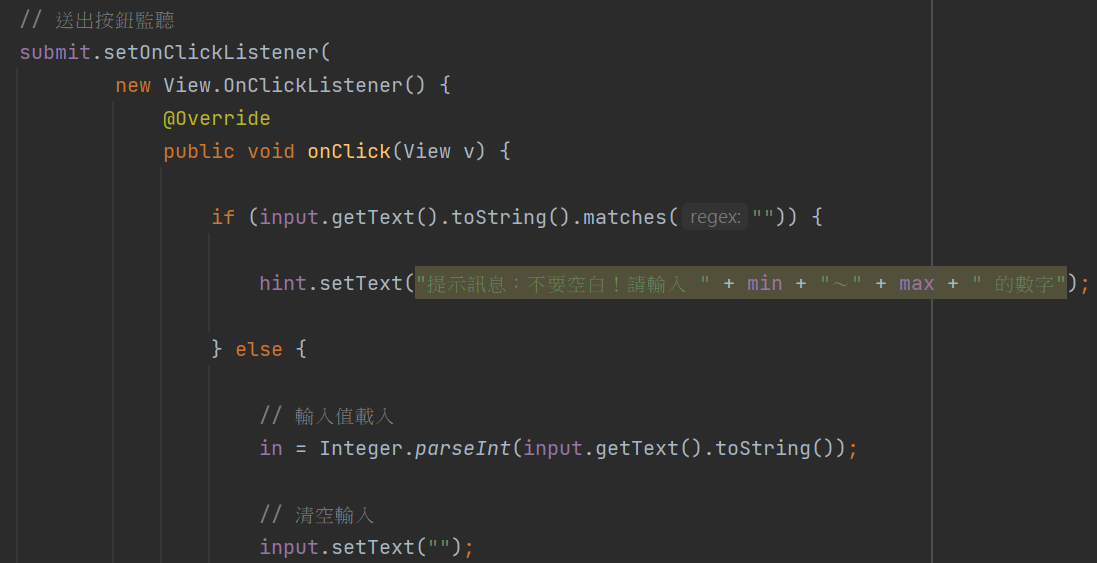 // 送出按鈕監聽
submit.setOnClickListener(
new View.OnClickListener() {
@Override
public void onClick(View v) {
if (input.getText().toString().matches( regex: "")) {
hint.setText("提示訊息：不要空白！請輸入 " + min + "～" + max + " 的數字");
} else {
// 輸入值載入
in = Integer.parseInt(input.getText().toString());
// 清空輸入
input.setText("");